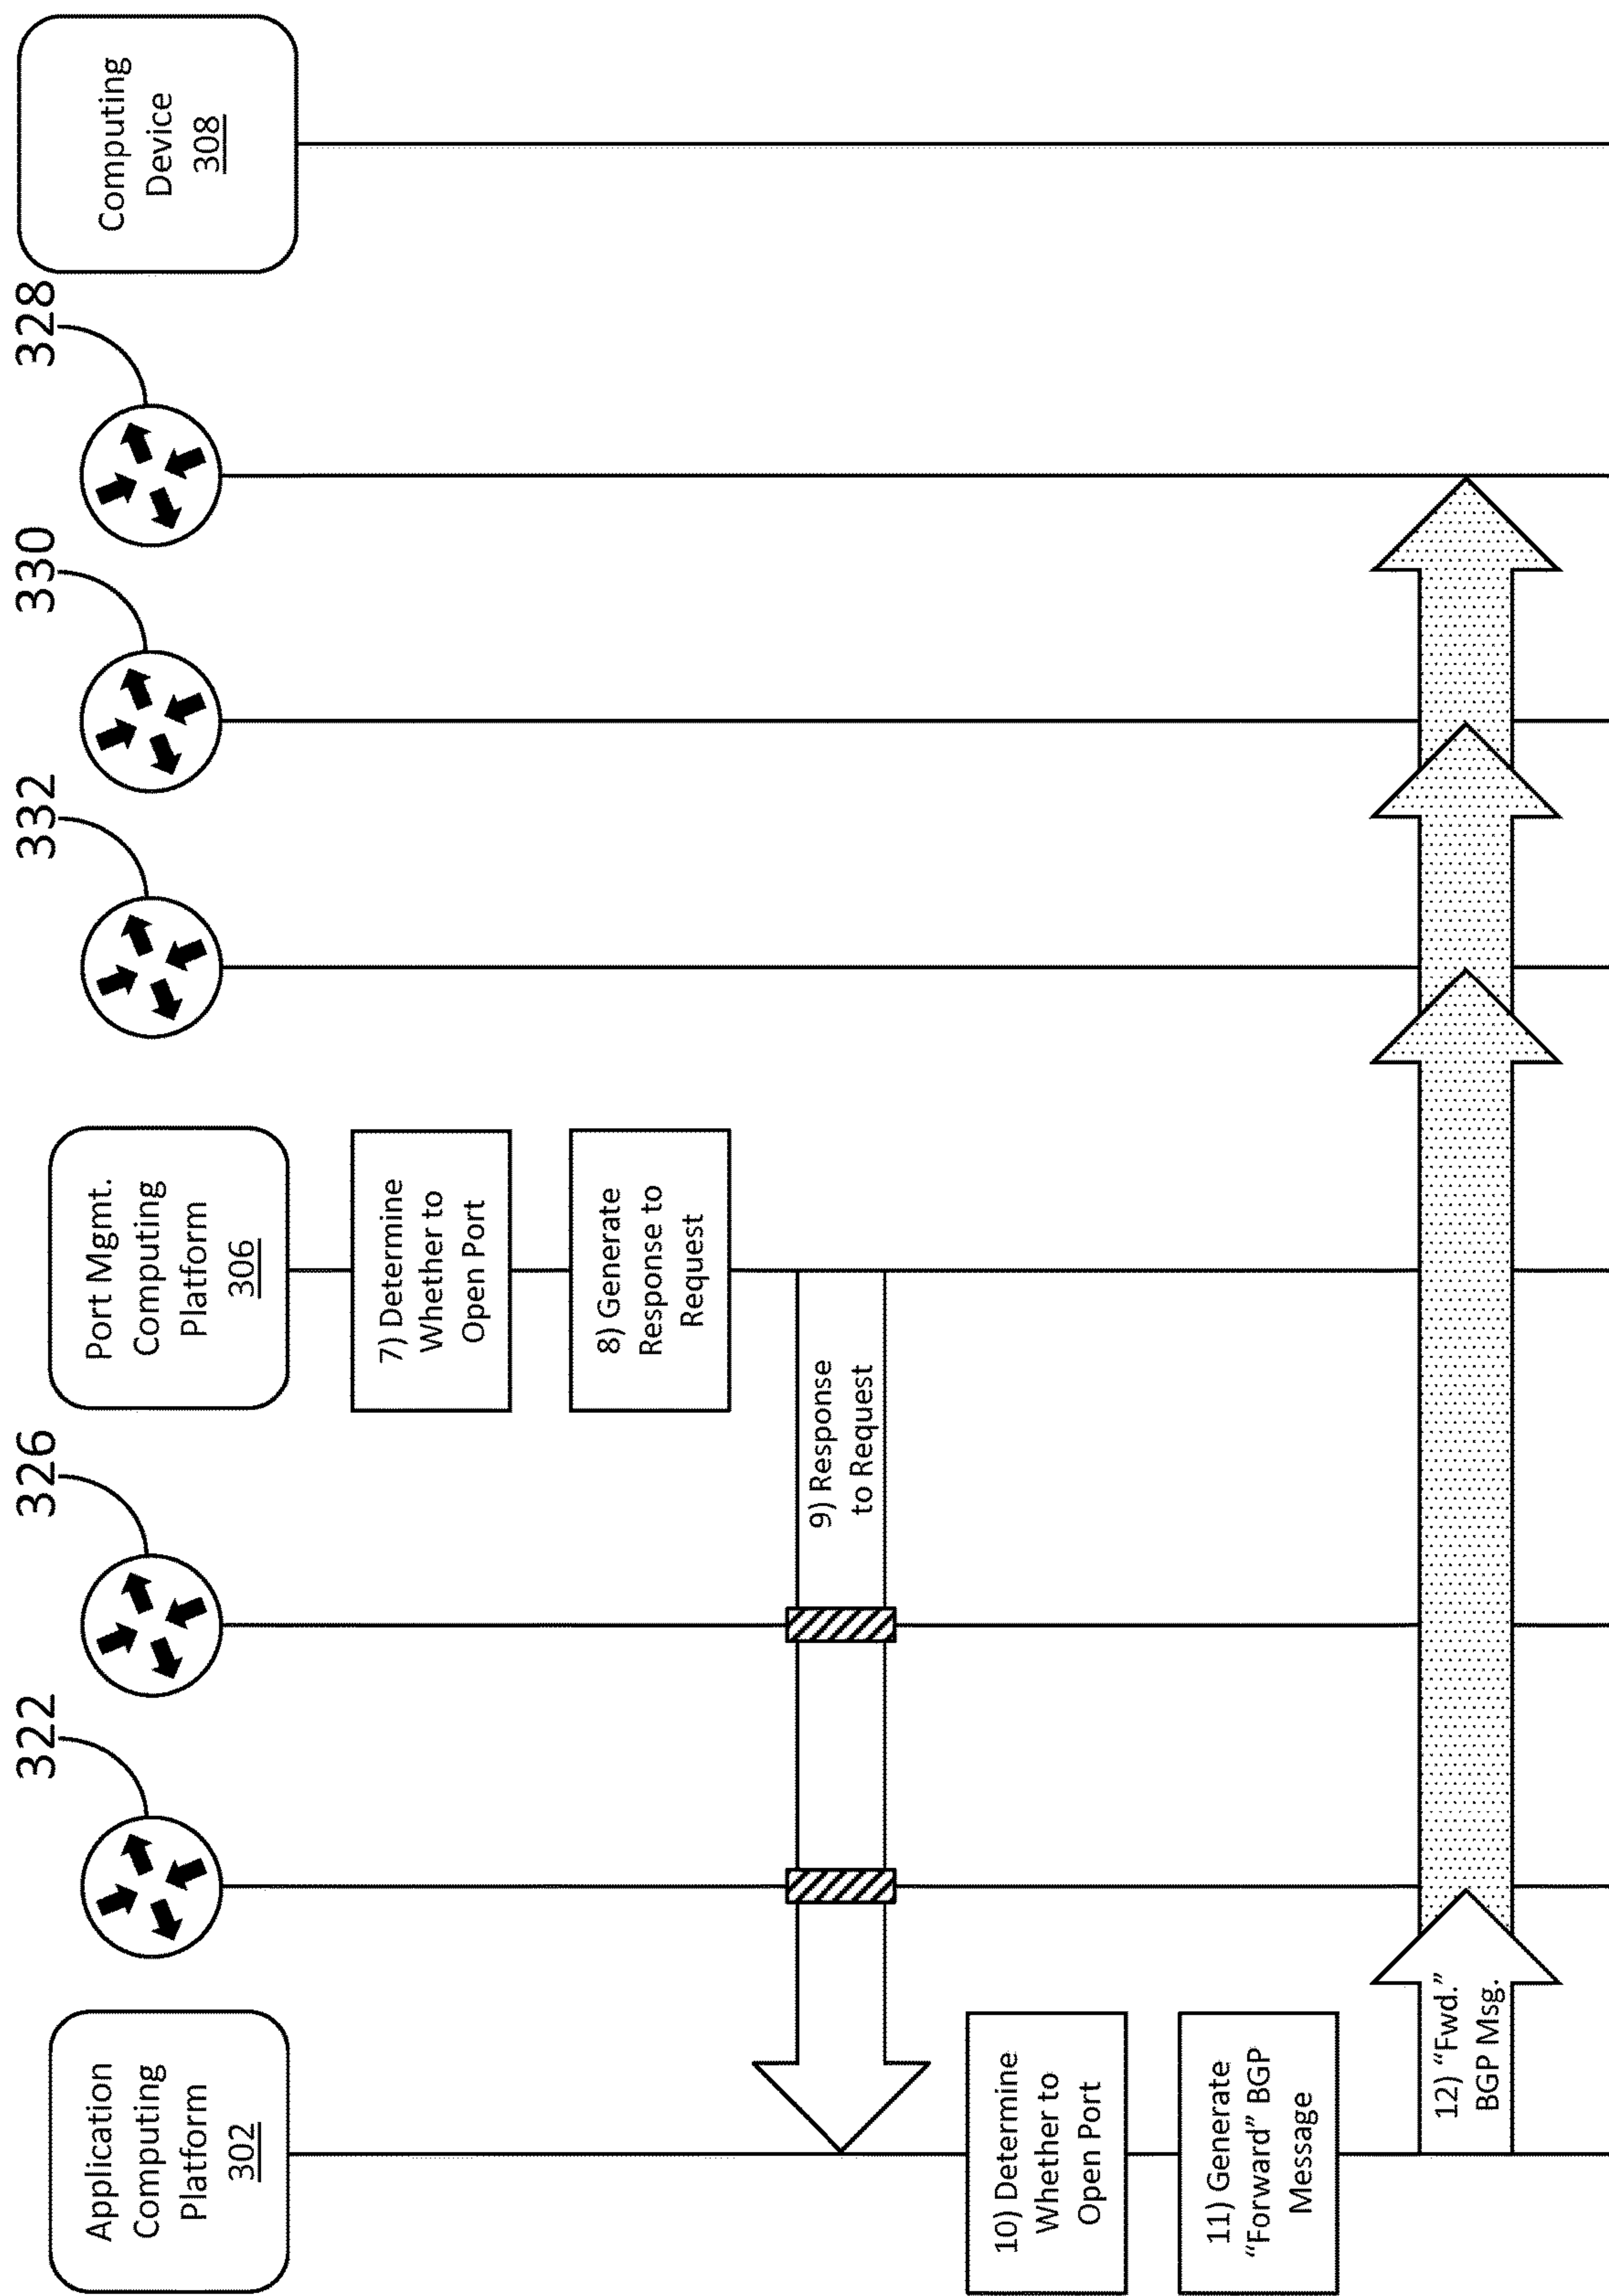 Application
Computing
Platform
302
322
326
Port Mgmt.
Computing
Platform
306
332
330
328
Computing
Device
308
7) Determine
Whether to
Open Port
8) Generate
Response to
Request
9) Response
to Request
10) Determine
Whether to
Open Port
11) Generate
“Forward” BGP
Message
12) “Fwd.”
BGP Msg.